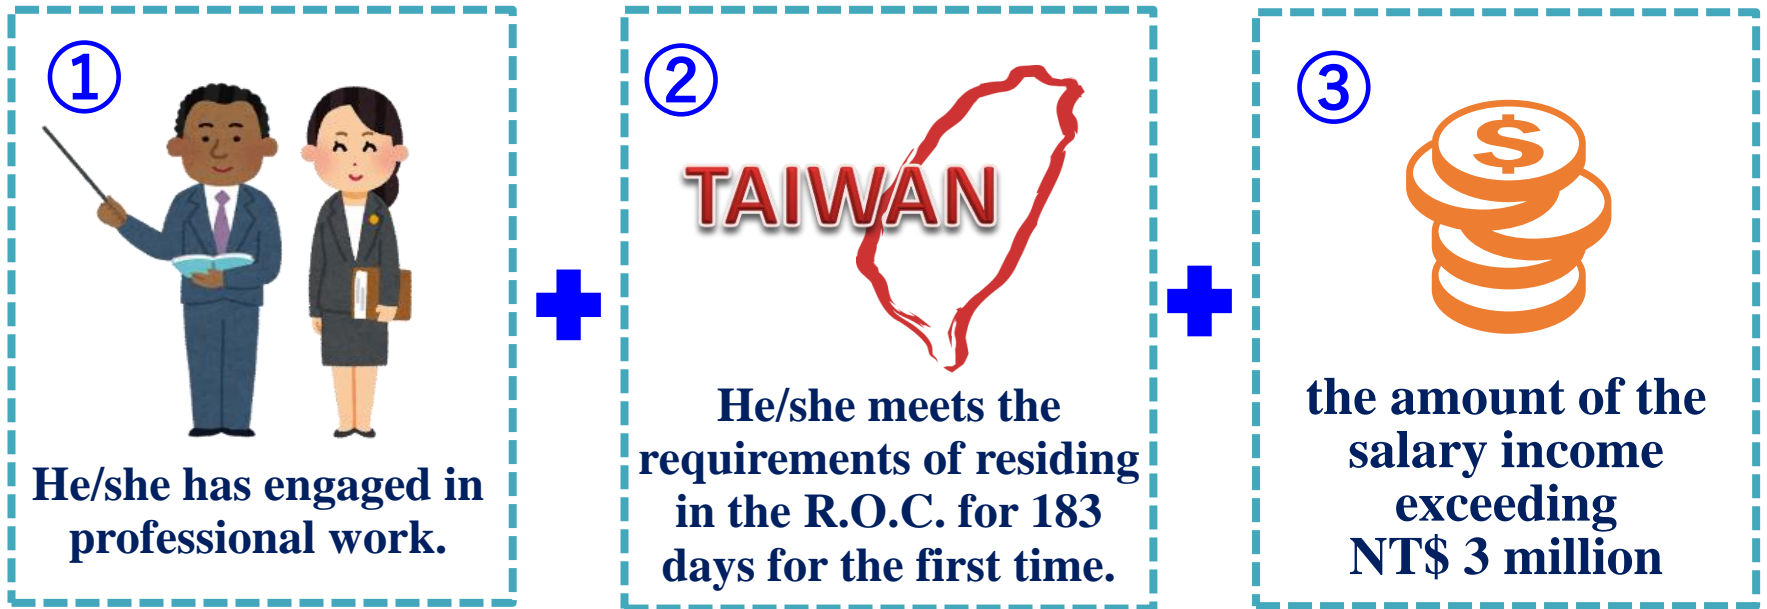 ①
He/she has engaged in
professional work.
②
TAIWAN
He/she meets the
requirements of residing
in the R.O.C. for 183
days for the first time.
③
$
the amount of the
salary income
exceeding
NT$ 3 million